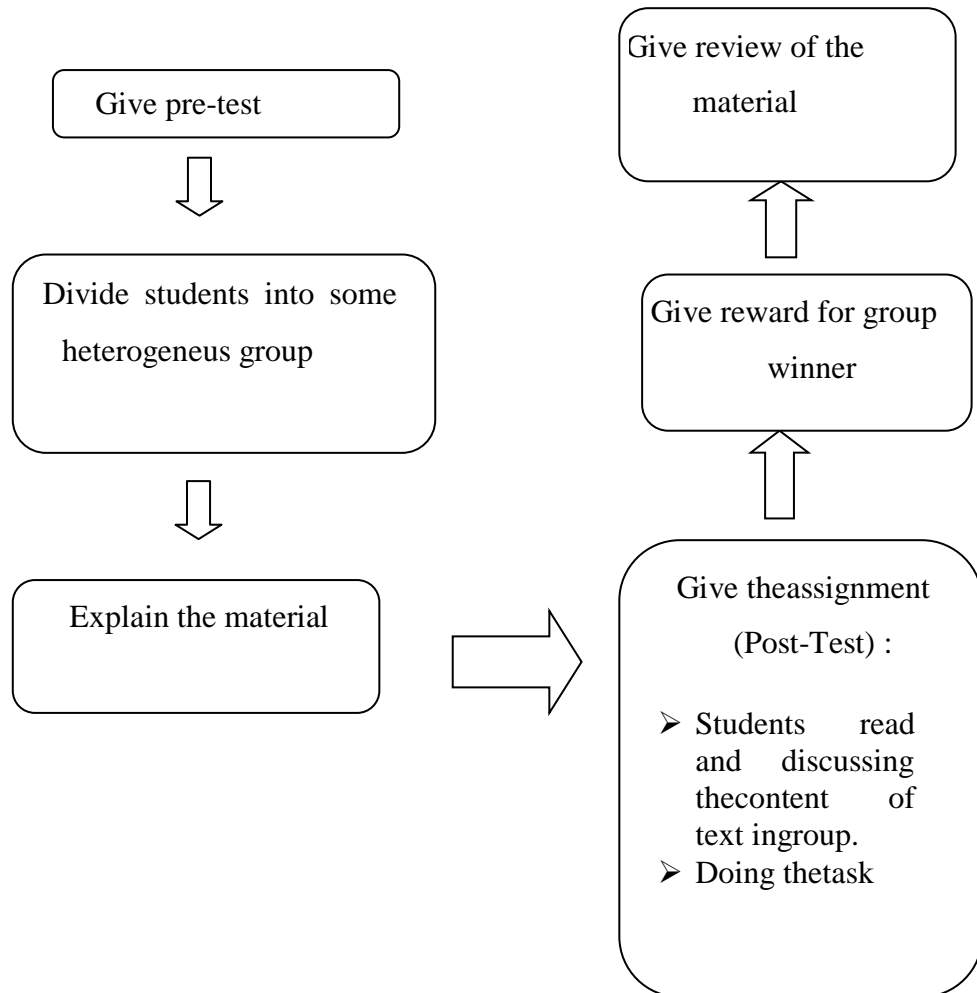 Give pre-test
Divide students into some
heterogeneus group
Explain the material
Give theassignment
(Post-Test) :
➢ Students read
and discussing
thecontent of
text ingroup.
➢ Doing thetask
Give reward for group
winner
Give review of the
material